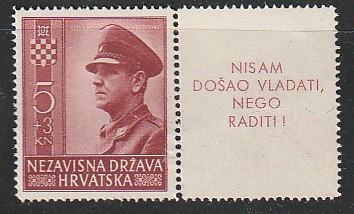 5
+3
Kn
NEZAVISNA DRŽAVA
HRVATSKA
NISAM
DOŠAO VLADATI,
NEGO
RADITI !